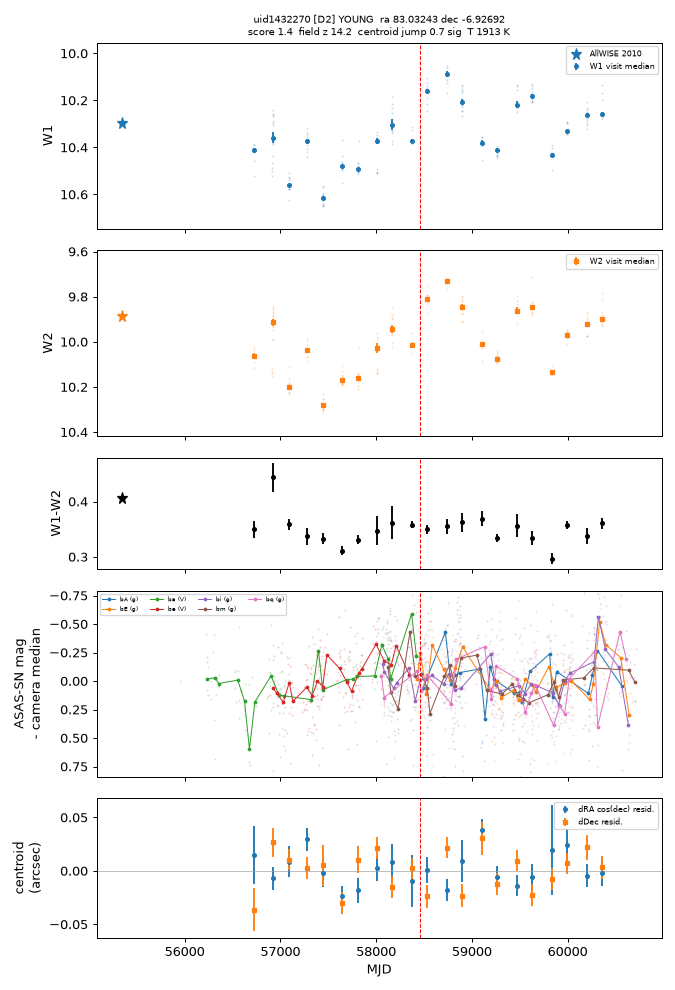 uid1432270 [D2] YOUNG  ra 83.03243 dec -6.92692
score 1.4  field z 14.2  centroid jump 0.7 sig  T 1913 K
10.0
10.2
10.4
10.6
W1
AllWISE 2010
W1 visit median
9.6
9.8
10.0
10.2
10.4
W2
W2 visit median
0.4
0.3
W1-W2
−0.75
−0.50
−0.25
0.00
0.25
0.50
0.75
ASAS-SN mag
- camera median
bA (g)
bE (g)
ba (V)
be (V)
bi (g)
bm (g)
bq (g)
0.05
0.00
−0.05
centroid
(arcsec)
dRA cos(dec) resid.
dDec resid.
56000
57000
58000
59000
60000
MJD